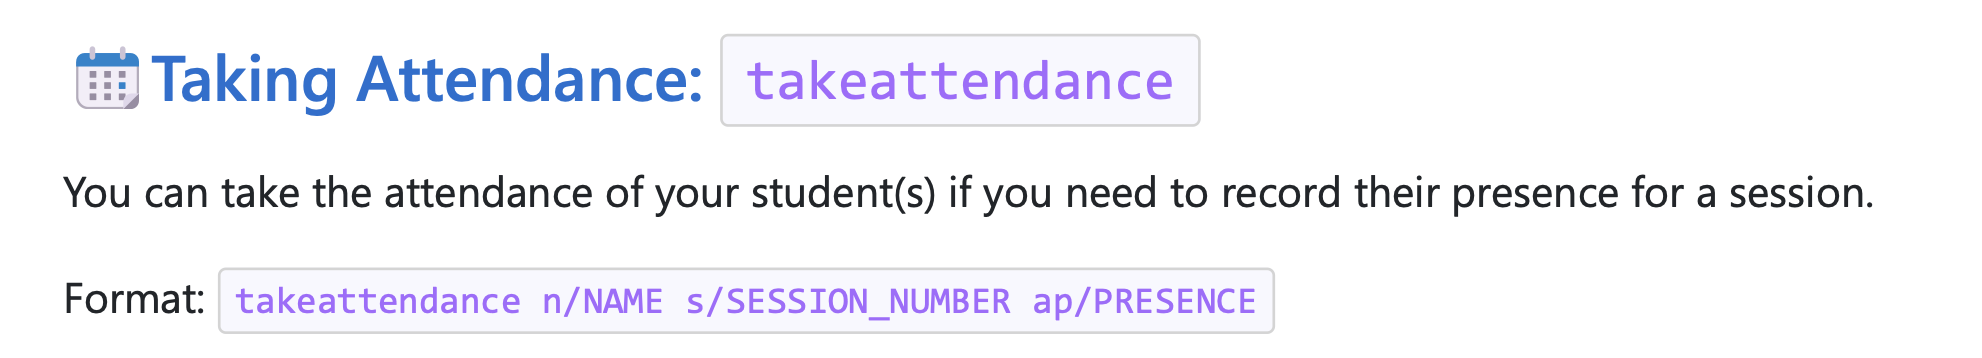 Taking Attendance: takeattendance
You can take the attendance of your student(s) if you need to record their presence for a session.
Format: takeattendance n/NAME s/SESSION_NUMBER ap/PRESENCE